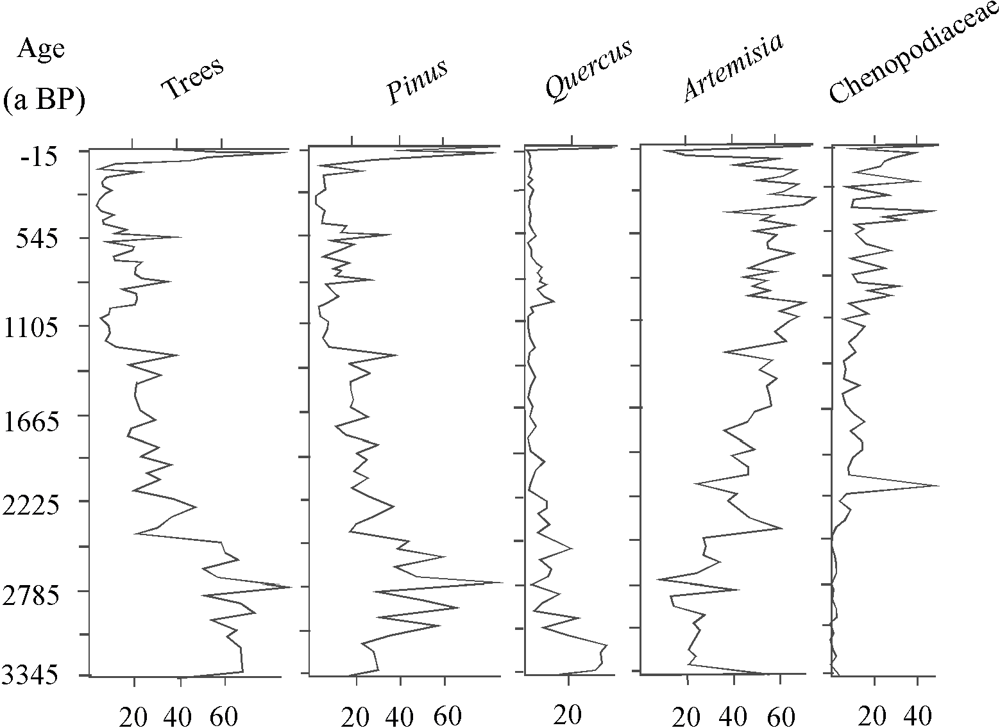 Age
(a BP)
Trees
Pinus
Quercus
Artemisia
Chenopodiaceae
-15
545
1105
1665
2225
2785
3345
20 40 60
20 40 60
20
20 40 60
20 40